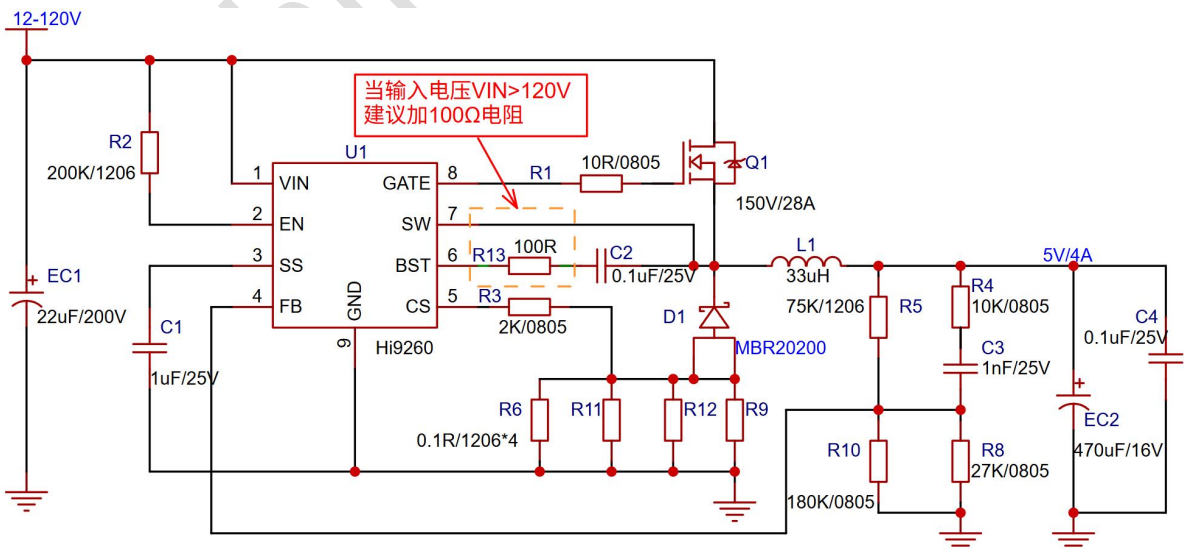 12-120V
当输入电压VIN>120V
建议加100Ω电阻
R2
200K/1206
U1
1
VIN
2
EN
3
SS
4
FB
GATE
8
SW
7
BST
6
CS
5
GND
9
Hi9260
R1
10R/0805
Q1
150V/28A
R13
100R
C2
0.1uF/25V
R3
2K/0805
EC1
22uF/200V
C1
1uF/25V
L1
33uH
5V/4A
D1
MBR20200
75K/1206
R5
R4
10K/0805
C3
1nF/25V
C4
0.1uF/25V
R6
R11
R12
R9
0.1R/1206*4
R10
180K/0805
R8
27K/0805
EC2
470uF/16V